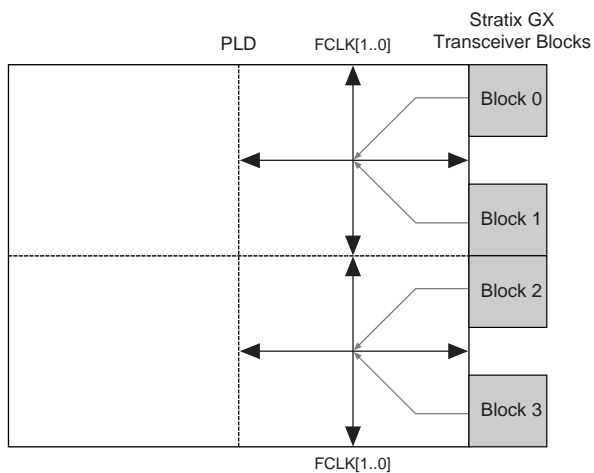 Stratix GX
Transceiver Blocks
PLD
FCLK[1..0]
Block 0
Block 1
Block 2
Block 3
FCLK[1..0]